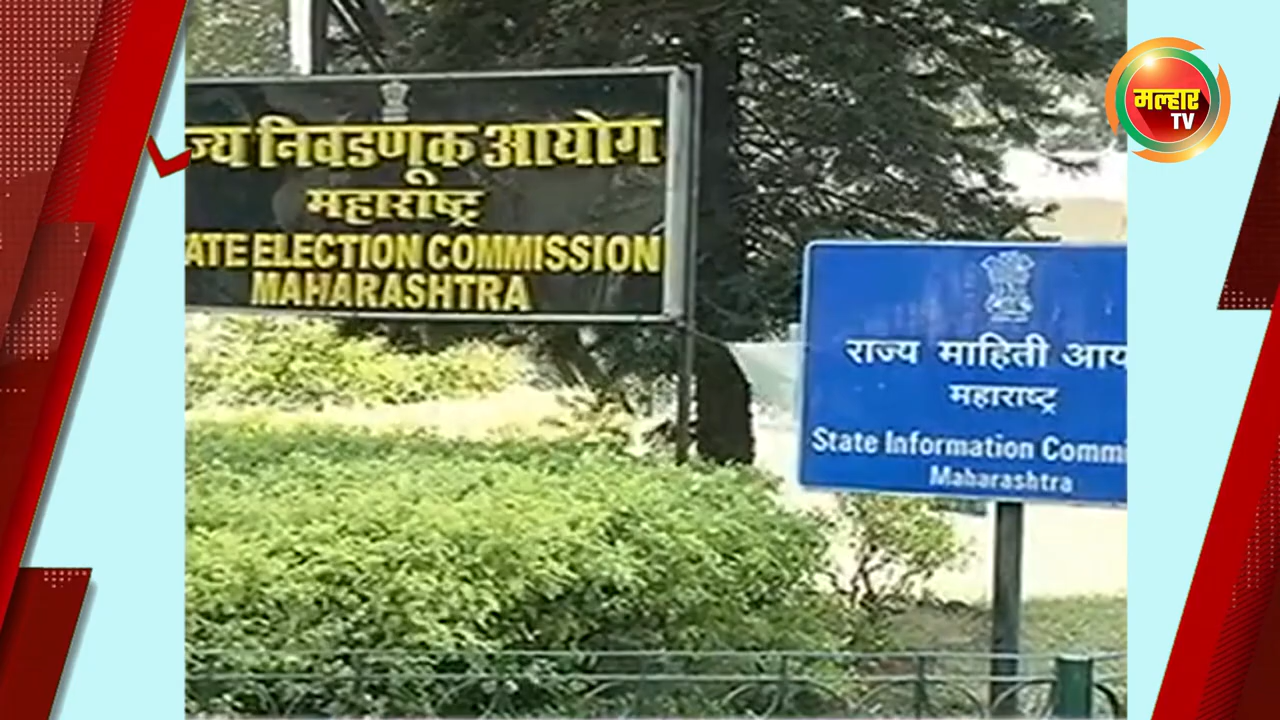 ज्य निवडणूक आयोग
महाराष्ट्र
ATE ELECTION COMMISSION
MAHARASHTRA
राज्य माहिती आय
महाराष्ट्र
State Information Commi
Maharashtra
मल्हार
TV